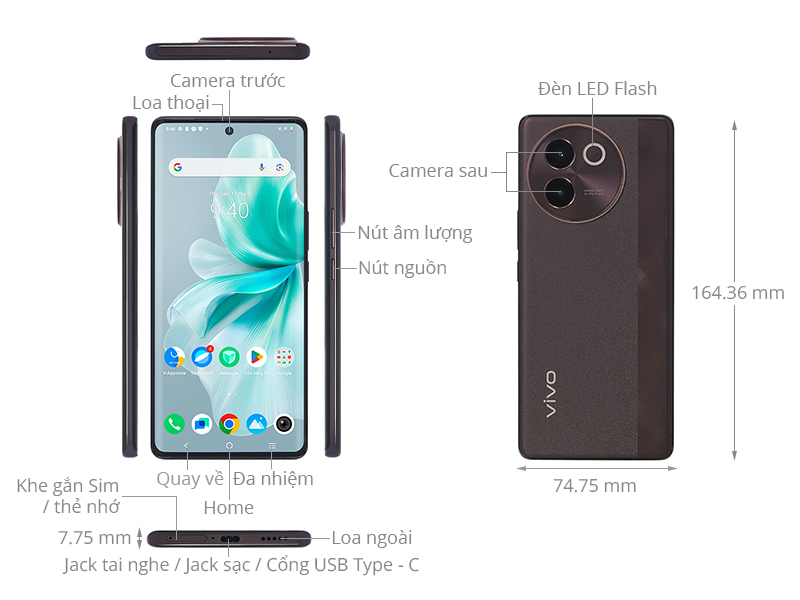 Camera trước
Loa thoại
Đèn LED Flash
Camera sau
9:40
Nút âm lượng
Nút nguồn
164.36 mm
vivo
Quay về
Đa nhiệm
Home
74.75 mm
Khe gắn Sim
/ thẻ nhớ
7.75 mm
Loa ngoài
Jack tai nghe / Jack sạc / Cổng USB Type - C